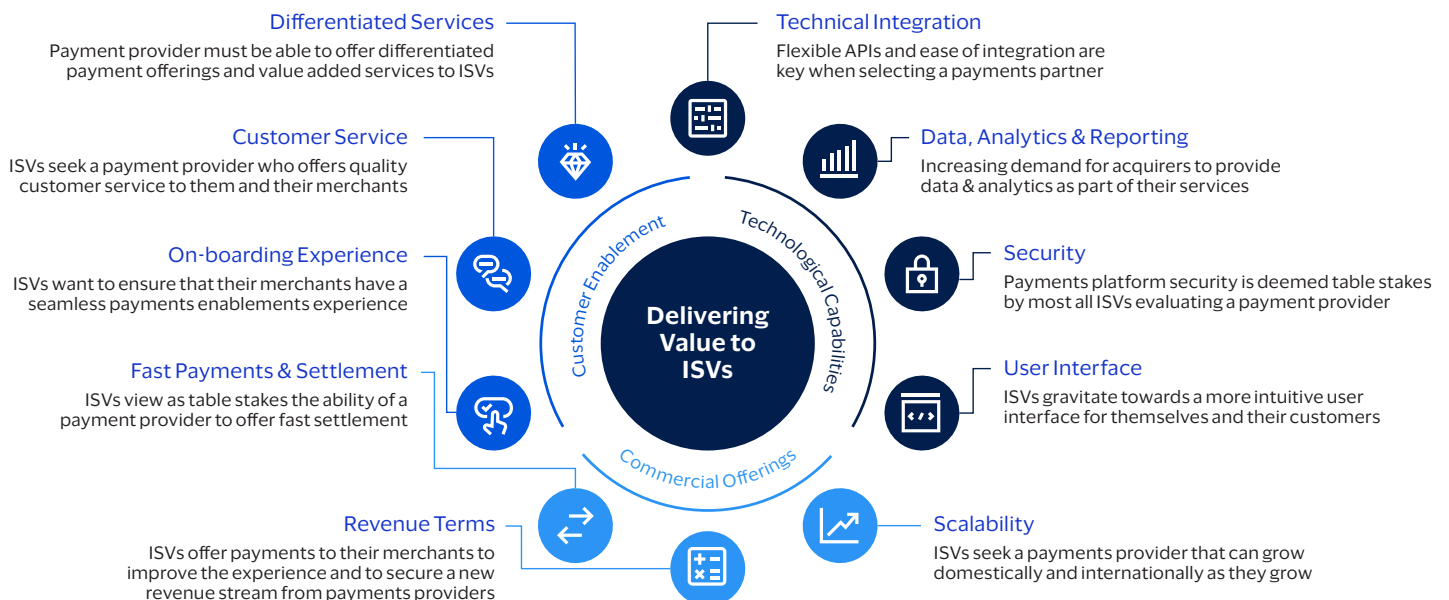 Differentiated Services
Payment provider must be able to offer differentiated
payment offerings and value added services to ISVs
Customer Service
ISVs seek a payment provider who offers quality
customer service to them and their merchants
On-boarding Experience
ISVs want to ensure that their merchants have a
seamless payments enablements experience
Fast Payments & Settlement
ISVs view as table stakes the ability of a
payment provider to offer fast settlement
Revenue Terms
ISVs offer payments to their merchants to
improve the experience and to secure a new
revenue stream from payments providers
Customer Enablement
Technological Capabilities
Commercial Offerings
Delivering
Value to
ISVs
Technical Integration
Flexible APIs and ease of integration are
key when selecting a payments partner
Data, Analytics & Reporting
Increasing demand for acquirers to provide
data & analytics as part of their services
Security
Payments platform security is deemed table stakes
by most all ISVs evaluating a payment provider
User Interface
ISVs gravitate towards a more intuitive user
interface for themselves and their customers
Scalability
ISVs seek a payments provider that can grow
domestically and internationally as they grow